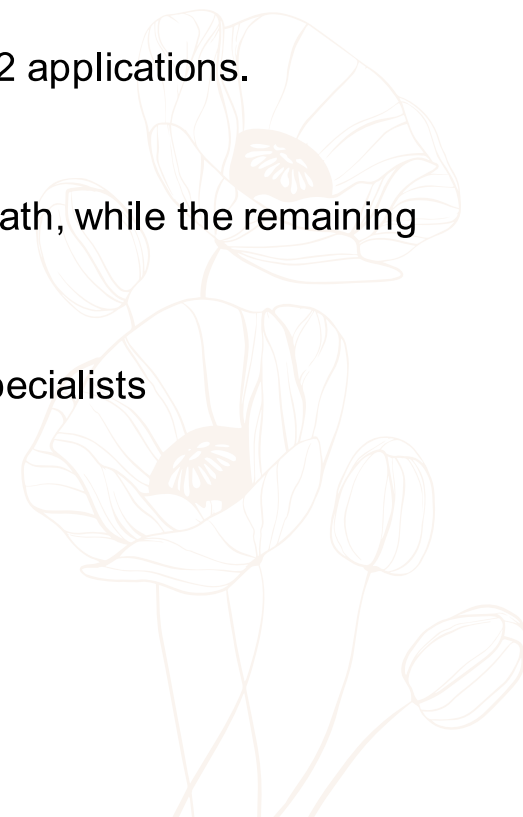 2 applications.
ath, while the remaining
pecialists